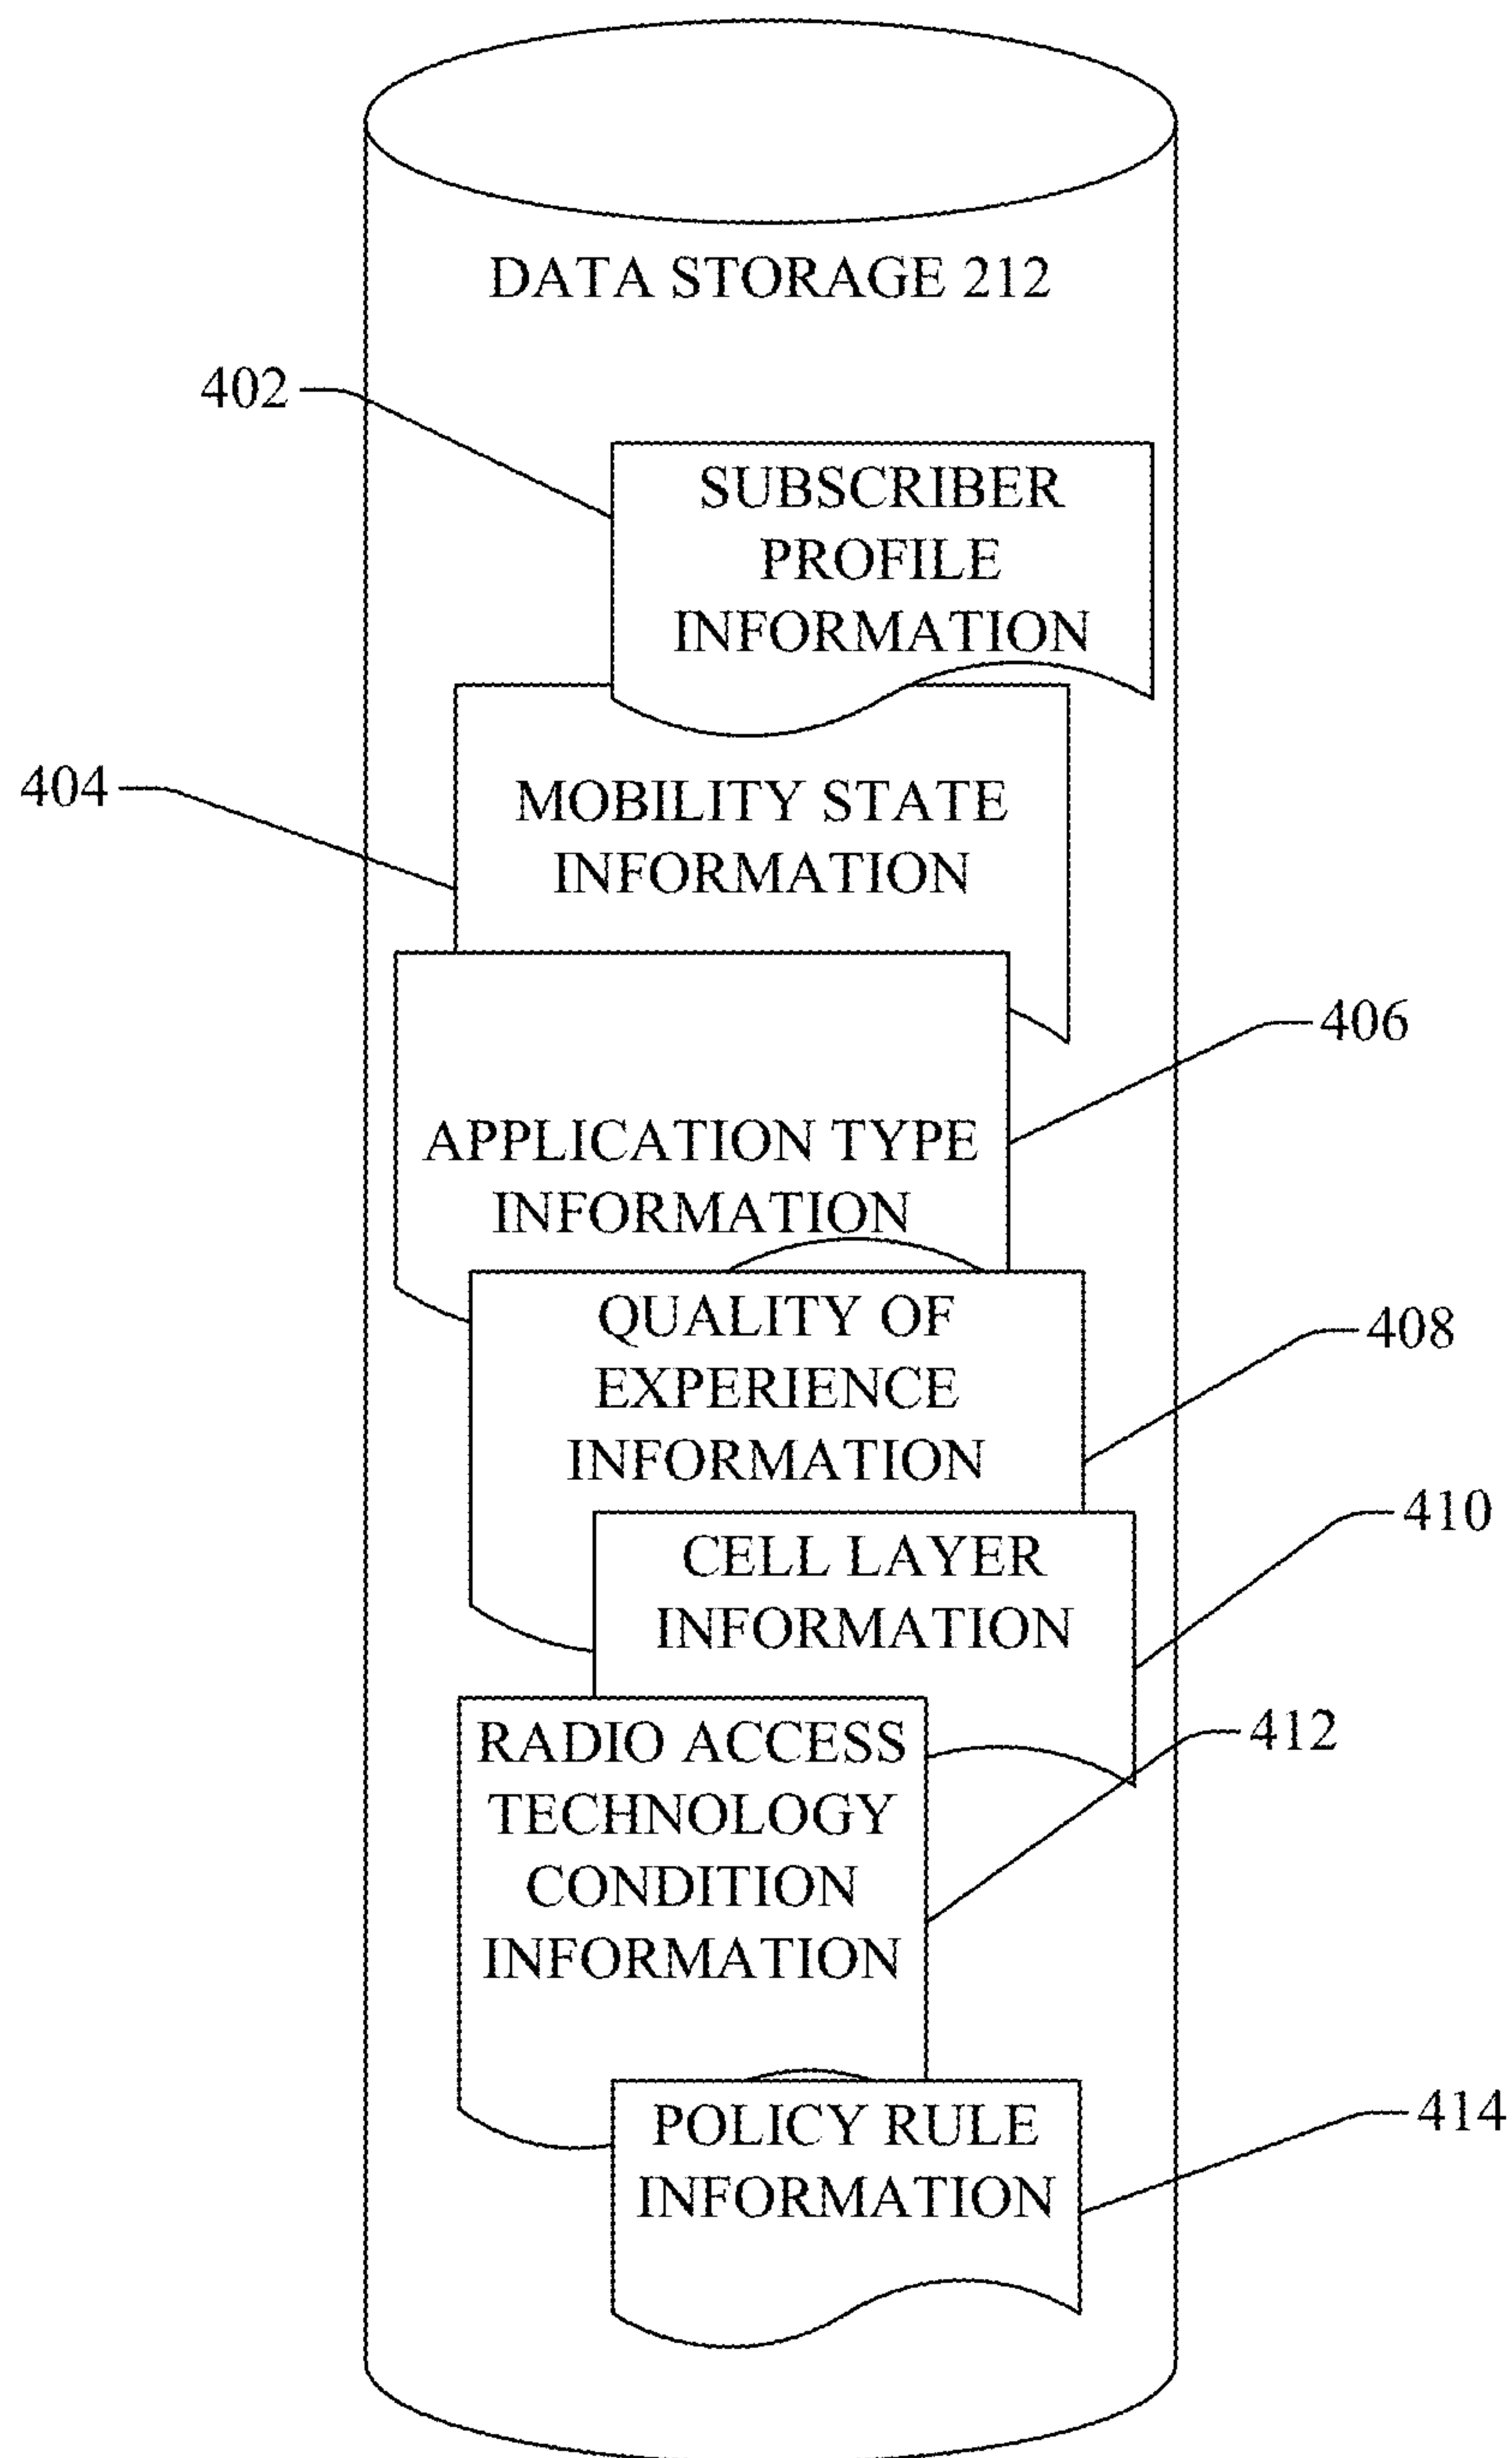 DATA STORAGE 212
402
SUBSCRIBER
PROFILE
INFORMATION
404
MOBILITY STATE
INFORMATION
406
APPLICATION TYPE
INFORMATION
408
QUALITY OF
EXPERIENCE
INFORMATION
410
CELL LAYER
INFORMATION
412
RADIO ACCESS
TECHNOLOGY
CONDITION
INFORMATION
414
POLICY RULE
INFORMATION